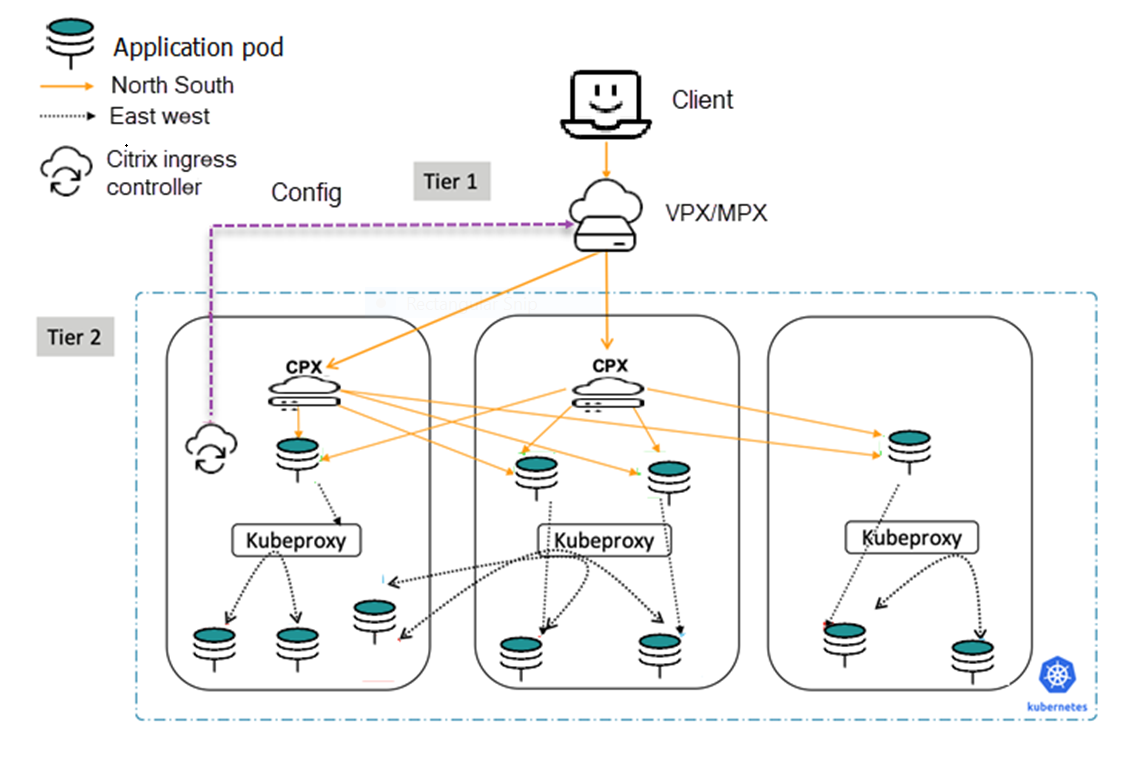 Application pod
North South
East west
Citrix ingress
controller
Config
Tier 1
Client
VPX/MPX
Tier 2
CPX
CPX
Kubeproxy
Kubeproxy
Kubeproxy
kubernetes